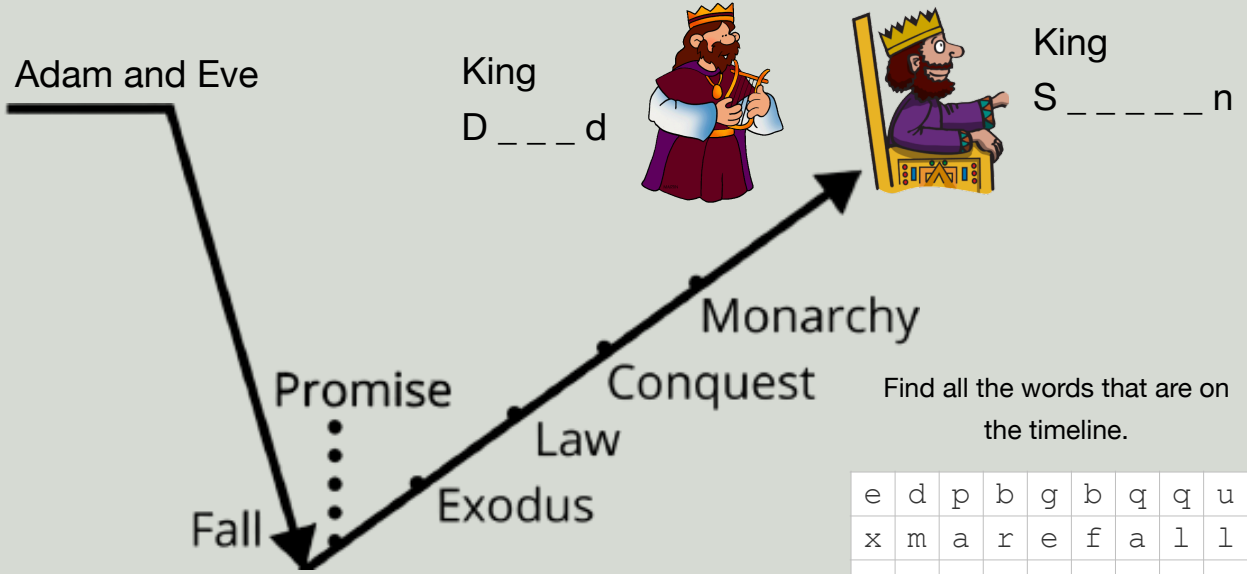 Adam and Eve
King
D _ _ _ d
King
S _ _ _ _ _ n
Monarchy
Conquest
Promise
Law
Exodus
Fall
Find all the words that are on
the timeline.
e d p b g b q q u
x m a r e f a l l